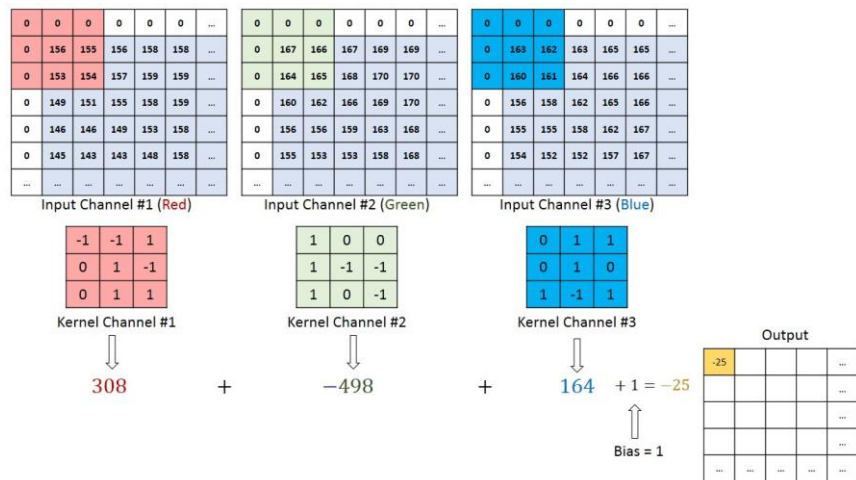 0 0 0 0 0 0 ...
0 156 155 156 158 158 ...
0 153 154 157 159 159 ...
0 149 151 155 158 159 ...
0 146 146 149 153 158 ...
0 145 143 143 148 158 ...
... ... ... ... ... ... ...
Input Channel #1 (Red)
0 0 0 0 0 0 ...
0 167 166 167 169 169 ...
0 164 165 168 170 170 ...
0 160 162 166 169 170 ...
0 156 156 159 163 168 ...
0 155 153 153 158 168 ...
... ... ... ... ... ... ...
Input Channel #2 (Green)
0 0 0 0 0 0 ...
0 163 162 163 165 165 ...
0 160 161 164 166 166 ...
0 156 158 162 165 166 ...
0 155 155 158 162 167 ...
0 154 152 152 157 167 ...
... ... ... ... ... ... ...
Input Channel #3 (Blue)
-1 -1 1
0 1 -1
0 1 1
Kernel Channel #1
1 0 0
1 -1 -1
1 0 -1
Kernel Channel #2
0 1 1
0 1 0
1 -1 1
Kernel Channel #3
308 + −498 + 164 + 1 = −25
Bias = 1
Output
-25 ...
...
...
...
... ... ... ... ...